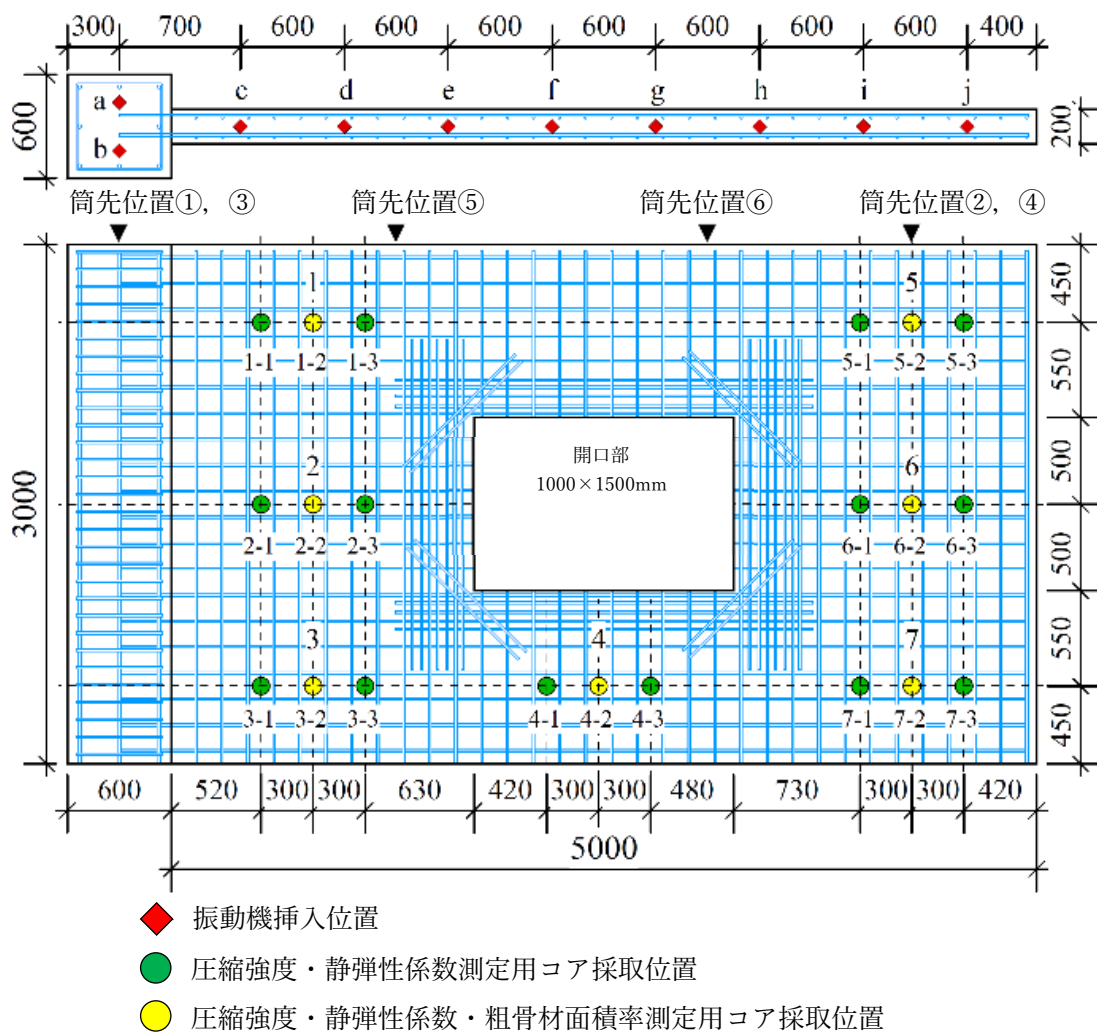 300 700 600 600 600 600 600 600 600 400
a c d e f g h i j
b
600
200
筒先位置①, ③ 筒先位置⑤ 筒先位置⑥ 筒先位置②, ④
1 5
450
1-1 1-2 1-3 5-1 5-2 5-3
550
開口部
1000×1500mm
2 6
500
3000
2-1 2-2 2-3 6-1 6-2 6-3
500
3 4 7
550
3-1 3-2 3-3 4-1 4-2 4-3 7-1 7-2 7-3
450
600 520 300 300 630 420 300 300 480 730 300 300 420
5000
振動機挿入位置
圧縮強度・静弾性係数測定用コア採取位置
圧縮強度・静弾性係数・粗骨材面積率測定用コア採取位置